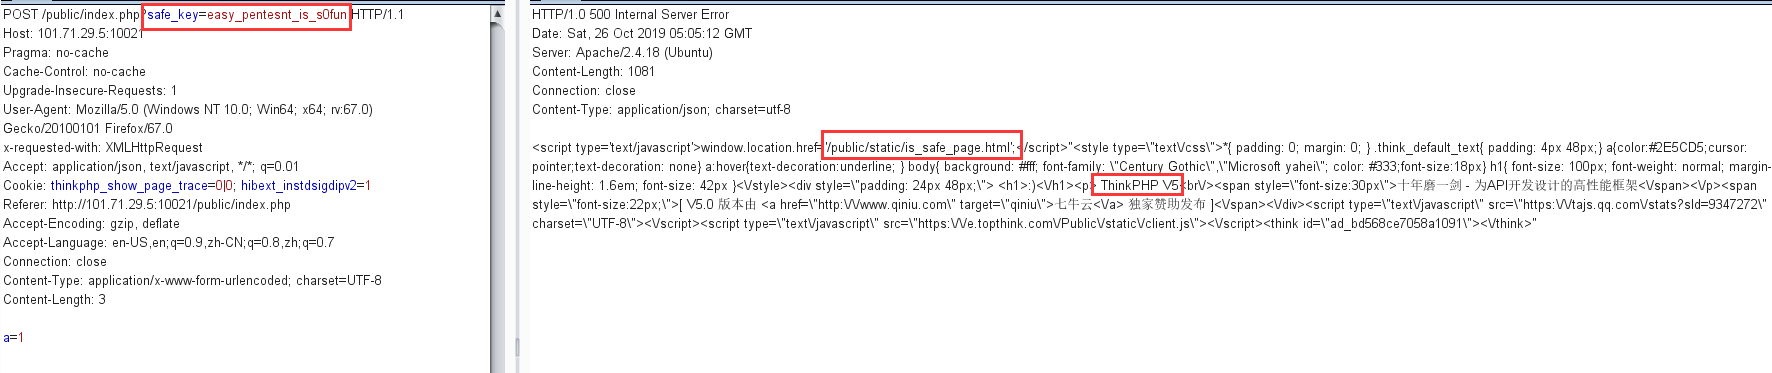 POST /public/index.php?safe_key=easy_pentesnt_is_s0fun HTTP/1.1
Host: 101.71.29.5:10021
Pragma: no-cache
Cache-Control: no-cache
Upgrade-Insecure-Requests: 1
User-Agent: Mozilla/5.0 (Windows NT 10.0; Win64; x64; rv:67.0)
Gecko/20100101 Firefox/67.0
x-requested-with: XMLHttpRequest
Accept: application/json, text/javascript, */*; q=0.01
Cookie: thinkphp_show_page_trace=0|0; hibext_instdsigdipv2=1
Referer: http://101.71.29.5:10021/public/index.php
Accept-Encoding: gzip, deflate
Accept-Language: en-US,en;q=0.9,zh-CN;q=0.8,zh;q=0.7
Connection: close
Content-Type: application/x-www-form-urlencoded; charset=UTF-8
Content-Length: 3
a=1
HTTP/1.0 500 Internal Server Error
Date: Sat, 26 Oct 2019 05:05:12 GMT
Server: Apache/2.4.18 (Ubuntu)
Content-Length: 1081
Connection: close
Content-Type: application/json; charset=utf-8
<script type='text/javascript'>window.location.href='/public/static/is_safe_page.html';</script>"<style type=\"text\/css\">*{ padding: 0; margin: 0; } .think_default_text{ padding: 4px 48px;} a{color:#2E5CD5;cursor:
pointer;text-decoration: none} a:hover{text-decoration:underline; } body{ background: #fff; font-family: \"Century Gothic\",\"Microsoft yahei\"; color: #333;font-size:18px} h1{ font-size: 100px; font-weight: normal; margin-
line-height: 1.6em; font-size: 42px }<\/style><div style=\"padding: 24px 48px;\"> <h1>:)<\/h1><p> ThinkPHP V5<br\/><span style=\"font-size:30px\">十年磨一剑 - 为API开发设计的高性能框架<\/span><\/p><span
style=\"font-size:22px;\">[ V5.0 版本由 <a href=\"http:\/\/www.qiniu.com\" target=\"qiniu\">七牛云<\/a> 独家赞助发布 ]<\/span><\/div><script type=\"text\/javascript\" src=\"https:\/\/tajs.qq.com\/stats?sId=9347272\"
charset=\"UTF-8\"><\/script><script type=\"text\/javascript\" src=\"https:\/\/e.topthink.com\/Public\/static\/client.js\"><\/script><think id=\"ad_bd568ce7058a1091\"><\/think>"